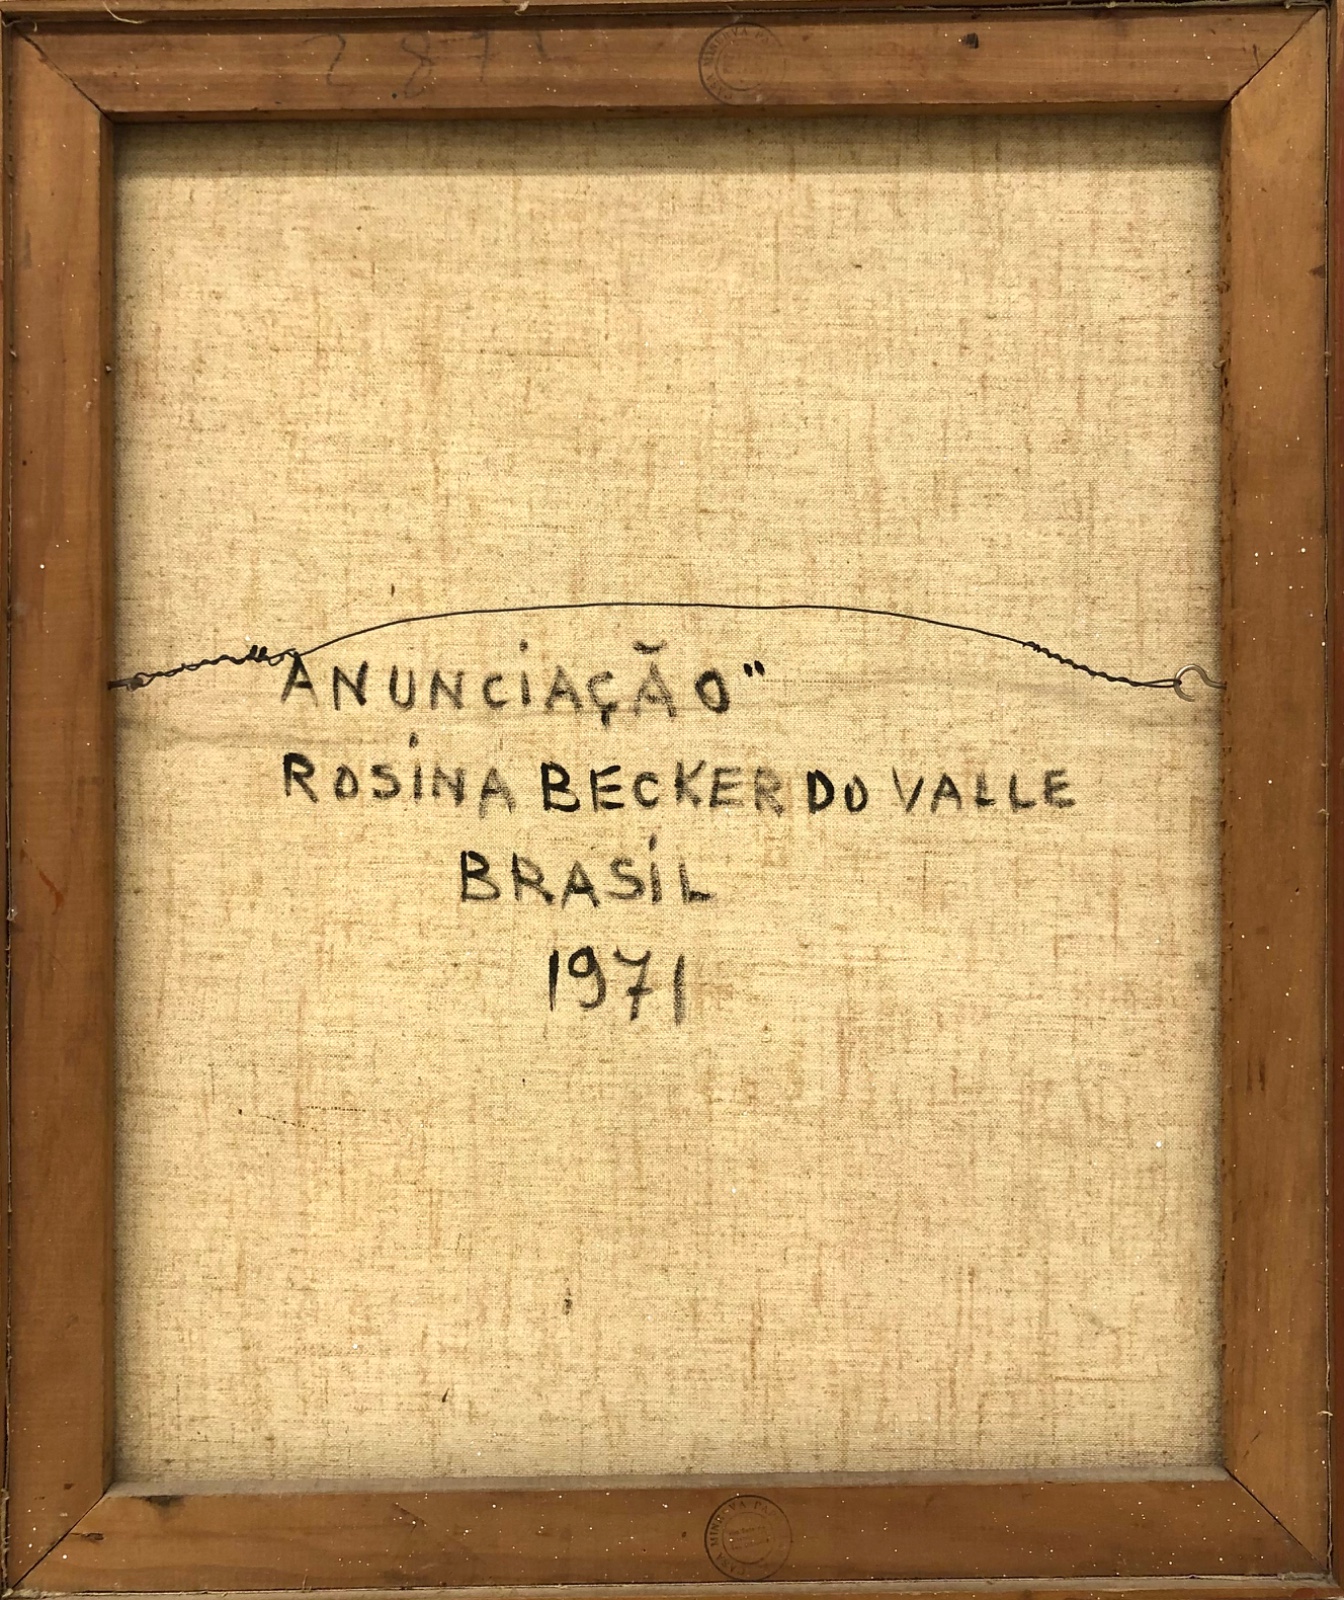 "ANUNCIAÇÃO"
ROSINA BECKER DO VALLE
BRASIL
1971